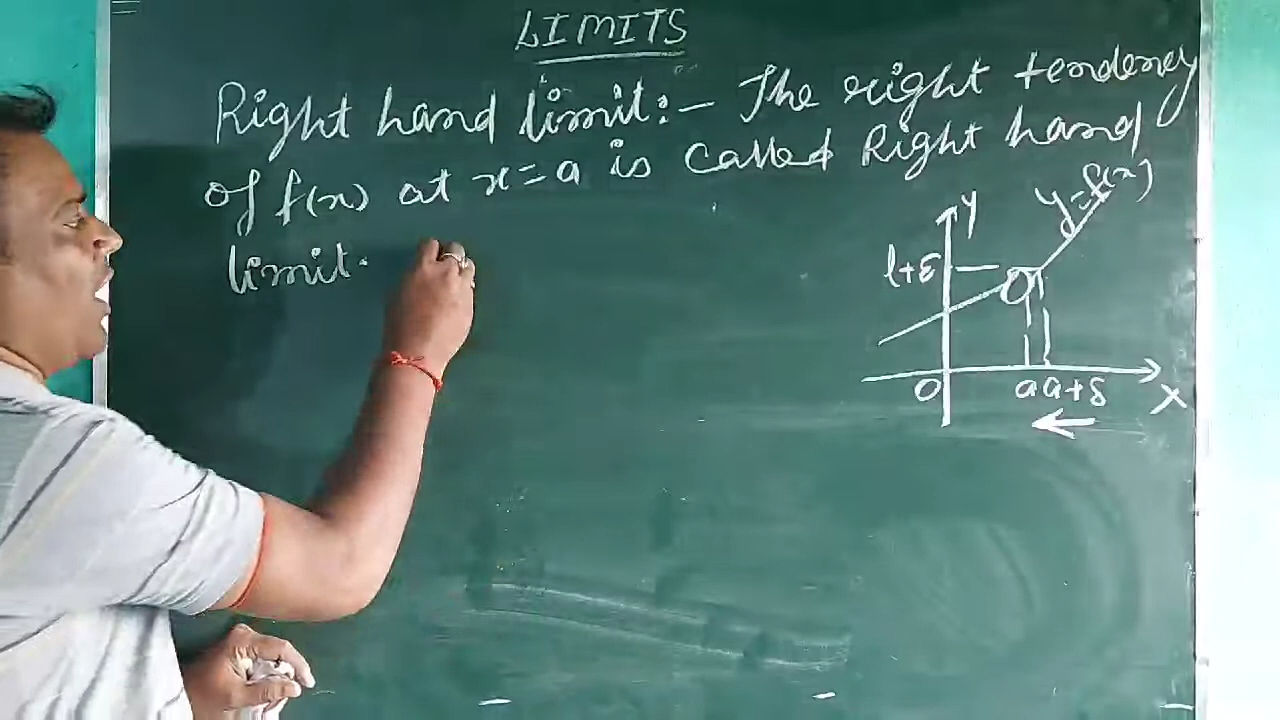 LIMITS
Right hand limit:- The right tendency
of f(x) at x=a is called Right hand
limit.
y
y=f(x)
l+ε
O
a a+δ
X